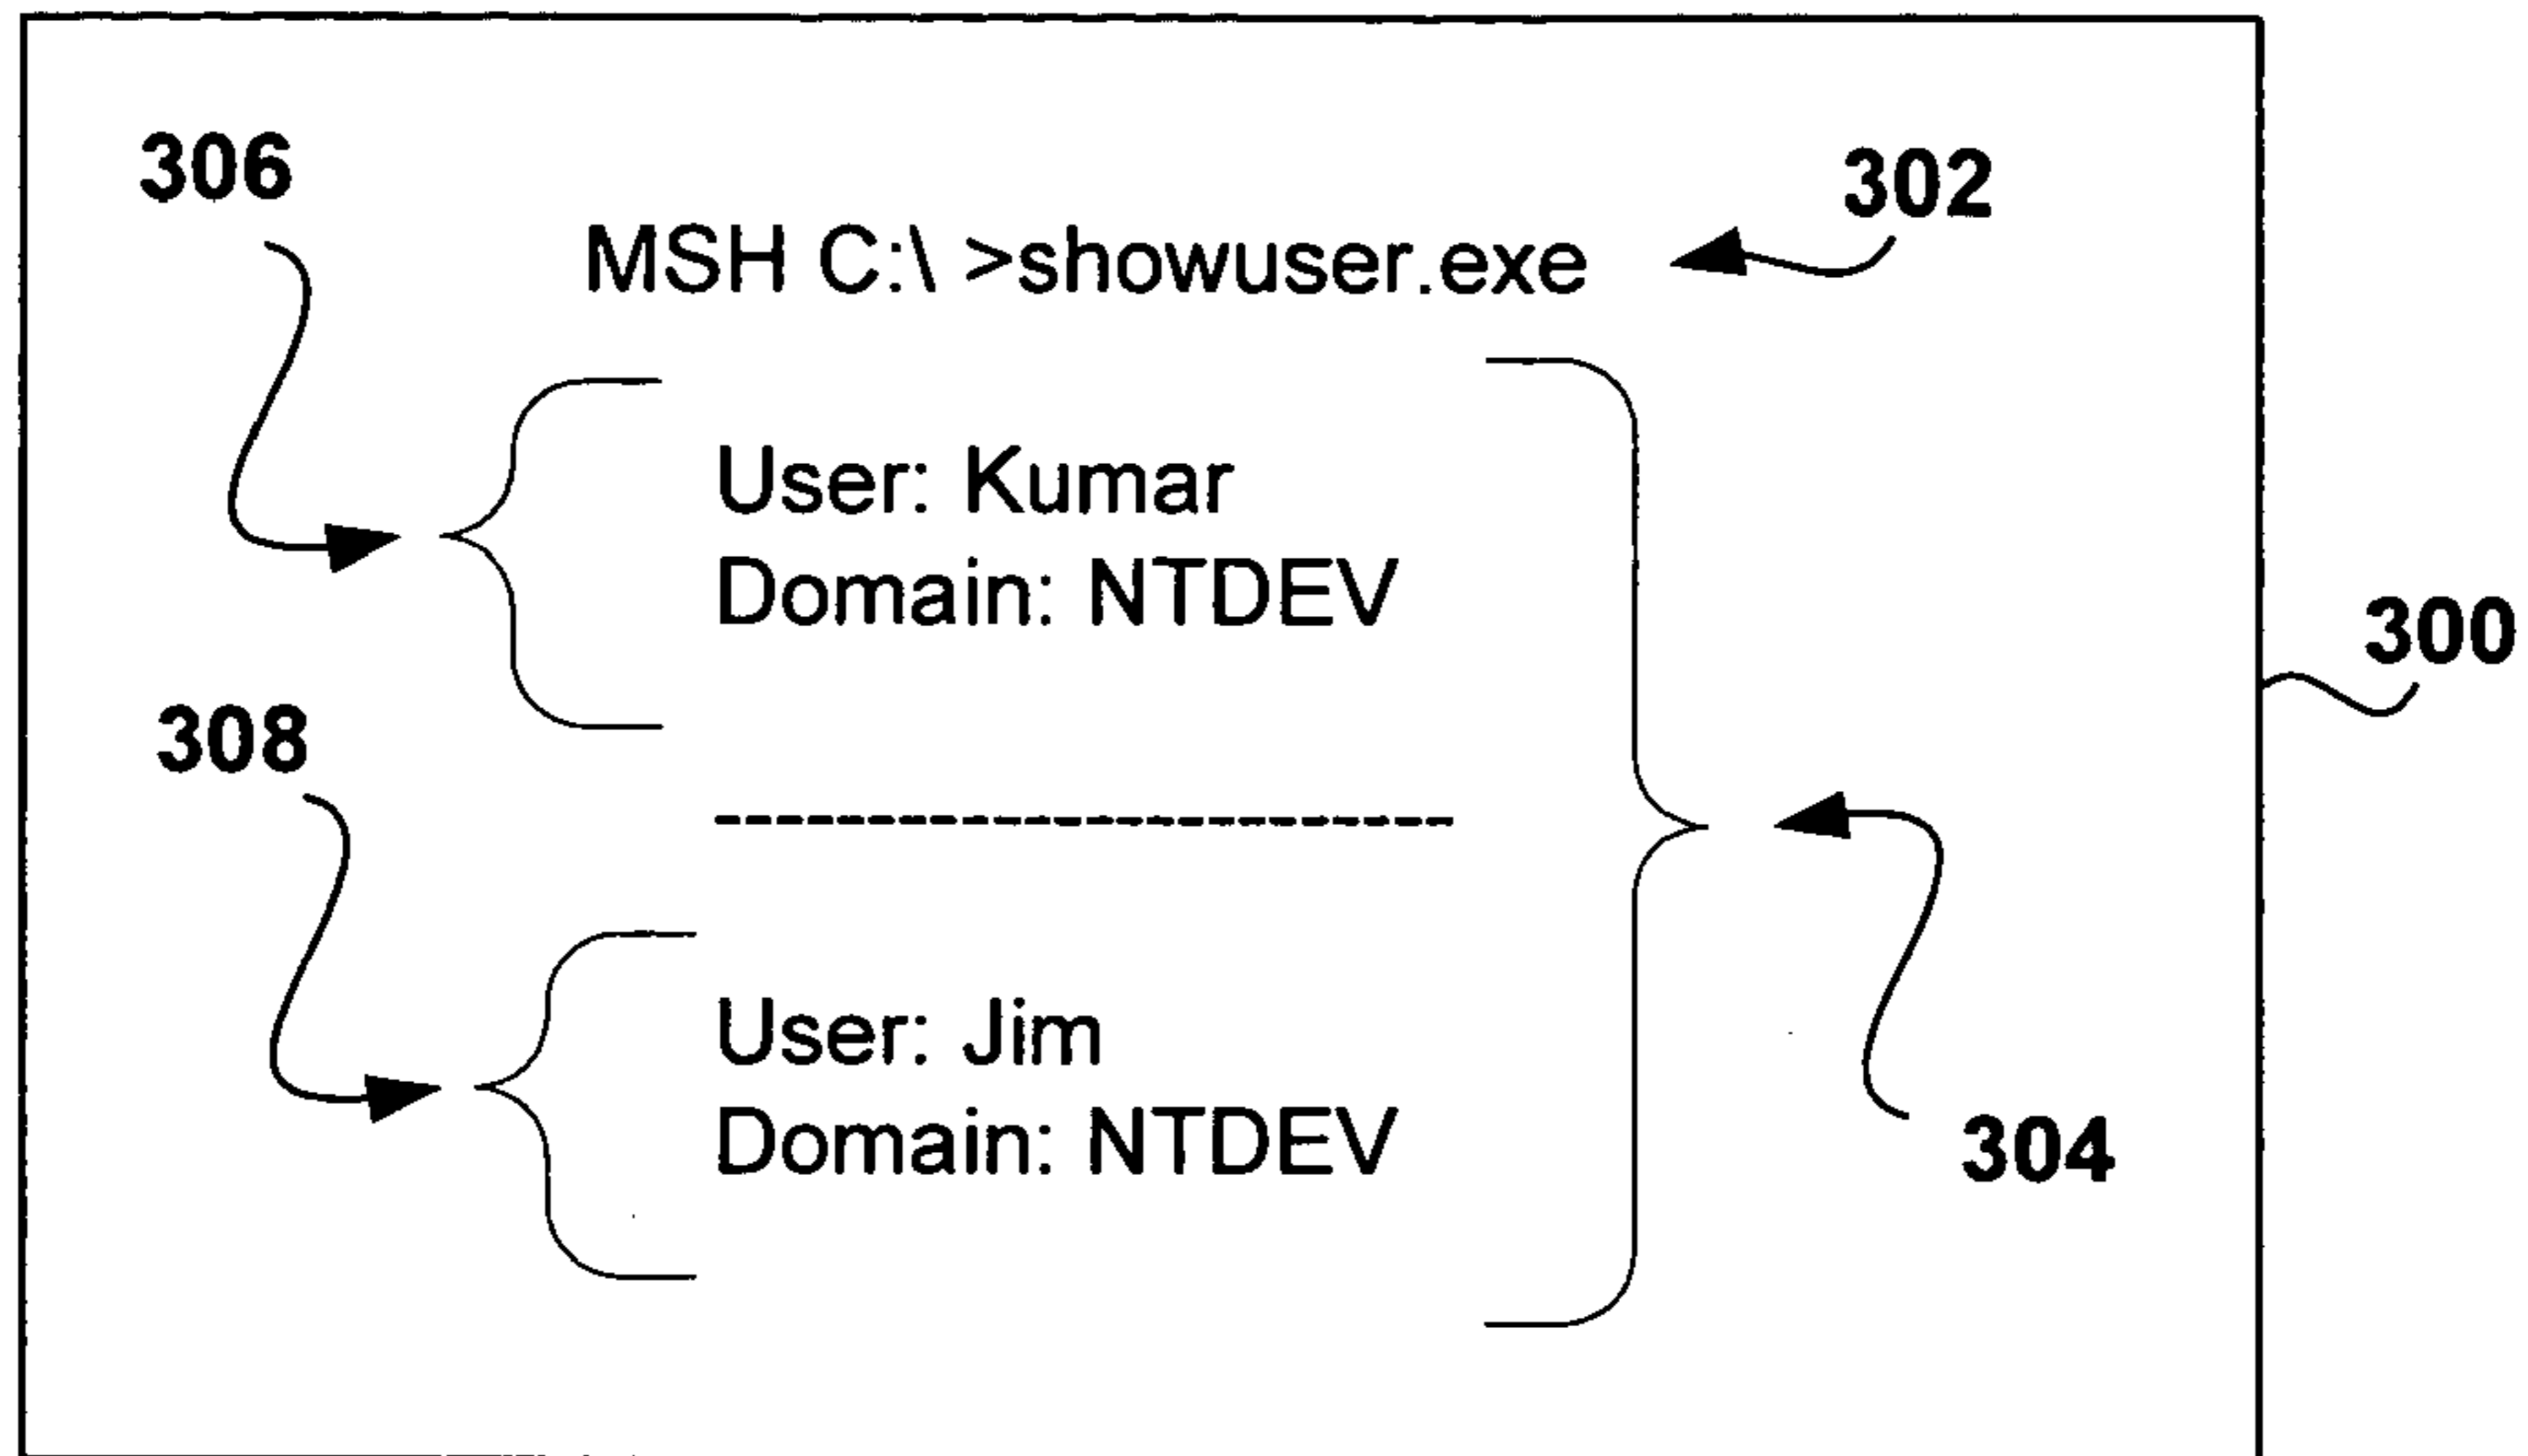 306
302
MSH C:\ >showuser.exe
User: Kumar
Domain: NTDEV
300
308
------------------------
User: Jim
Domain: NTDEV
304